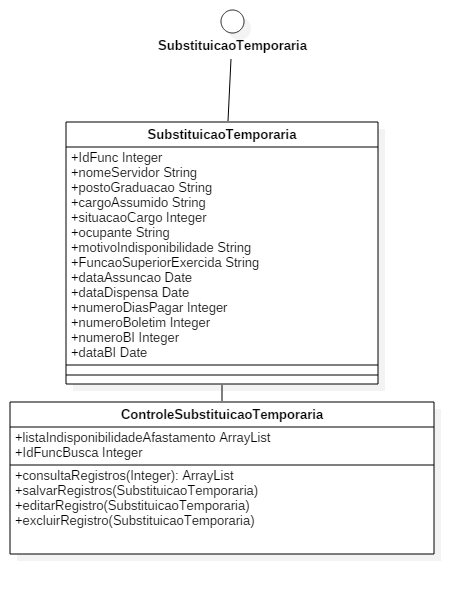 SubstituicaoTemporaria
SubstituicaoTemporaria
+IdFunc Integer
+nomeServidor String
+postoGraduacao String
+cargoAssumido String
+situacaoCargo Integer
+ocupante String
+motivoIndisponibilidade String
+FuncaoSuperiorExercida String
+dataAssuncao Date
+dataDispensa Date
+numeroDiasPagar Integer
+numeroBoletim Integer
+numeroBI Integer
+dataBI Date
ControleSubstituicaoTemporaria
+listaIndisponibilidadeAfastamento ArrayList
+IdFuncBusca Integer
+consultaRegistros(Integer): ArrayList
+salvarRegistros(SubstituicaoTemporaria)
+editarRegistro(SubstituicaoTemporaria)
+excluirRegistro(SubstituicaoTemporaria)